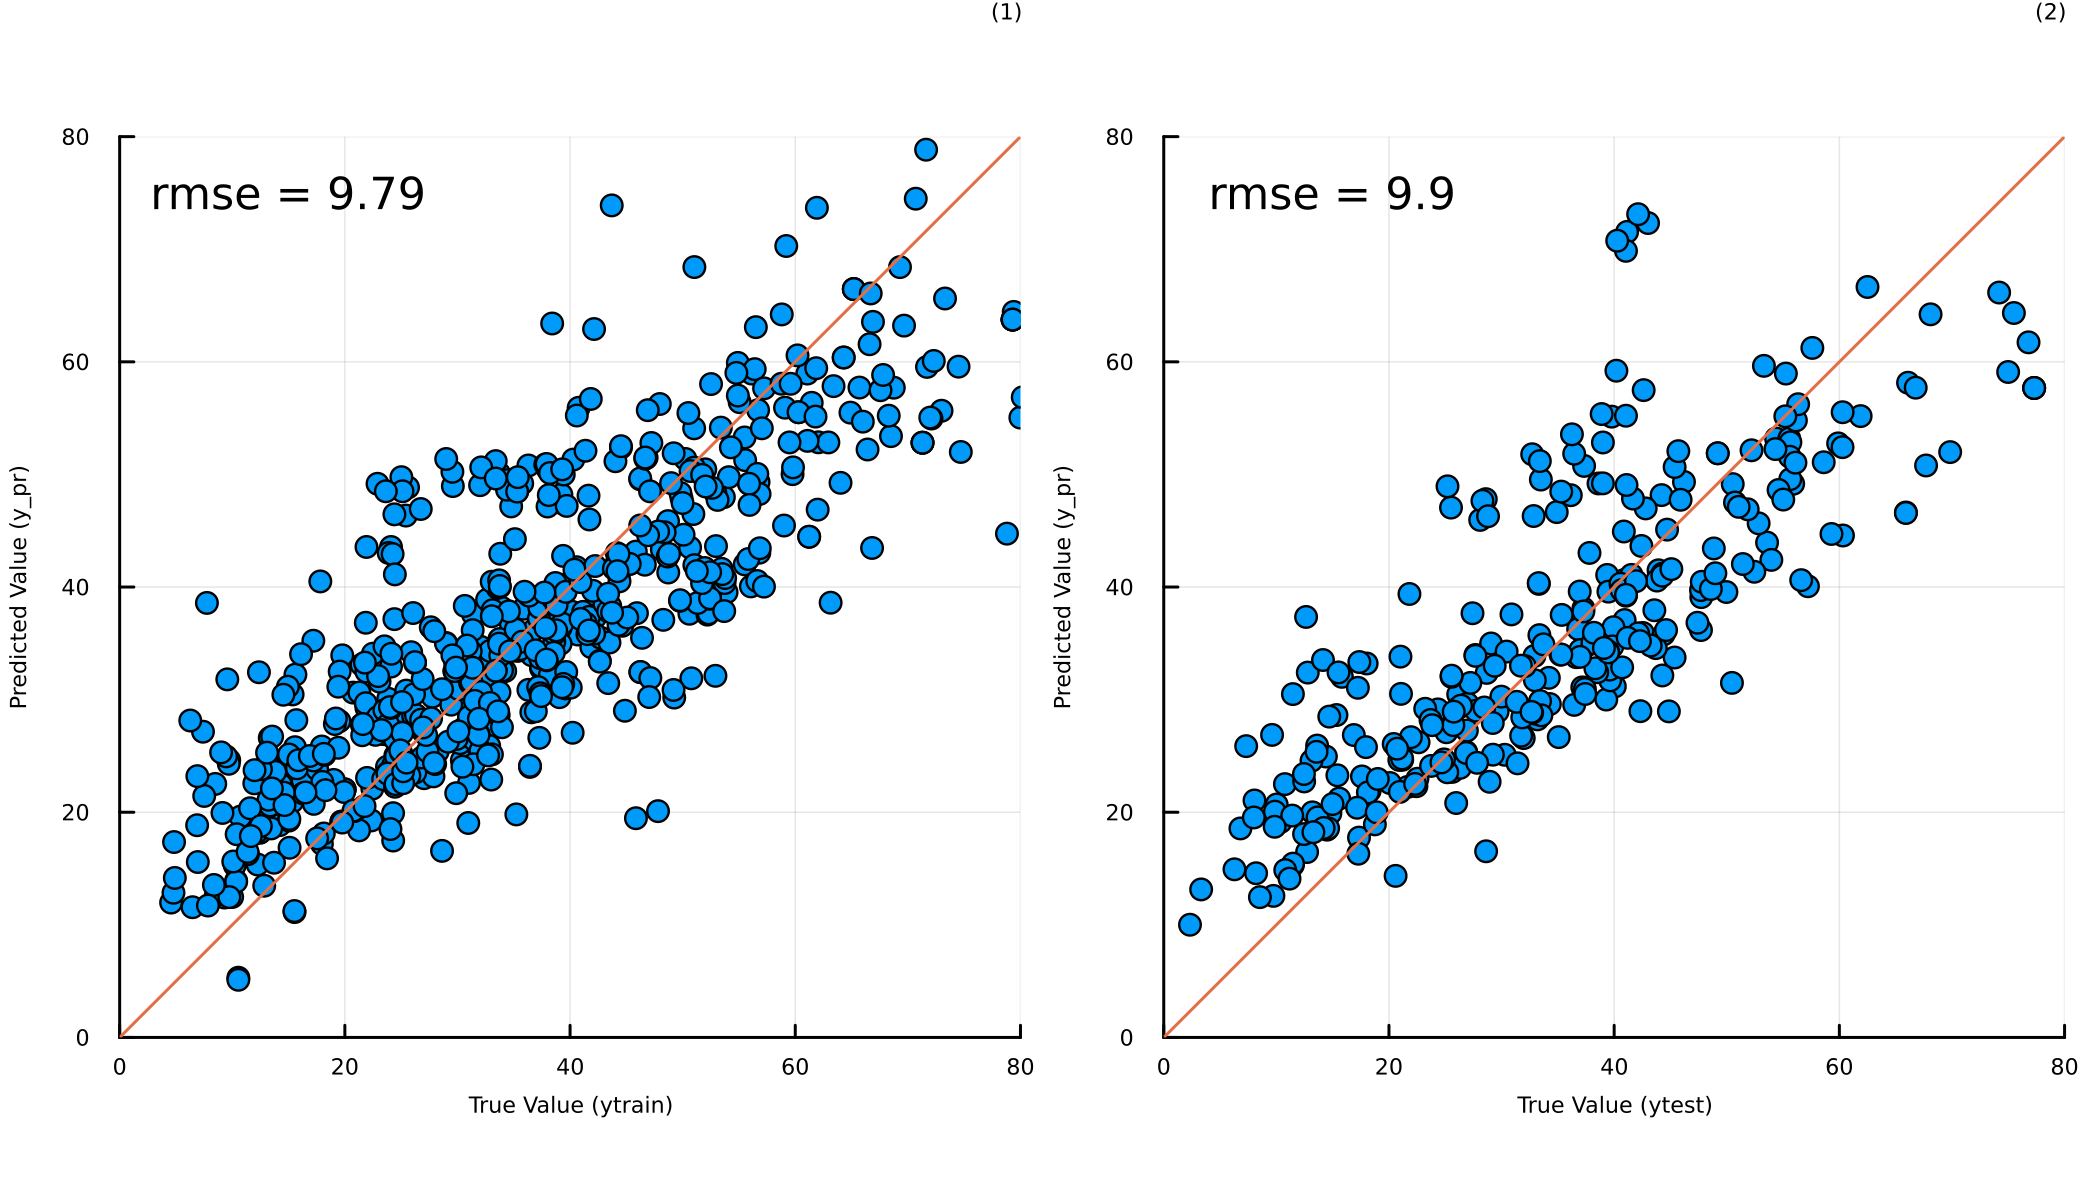 (1)
rmse = 9.79
80
60
40
20
0
0 20 40 60 80
Predicted Value (y_pr)
True Value (ytrain)
(2)
rmse = 9.9
80
60
40
20
0
0 20 40 60 80
Predicted Value (y_pr)
True Value (ytest)